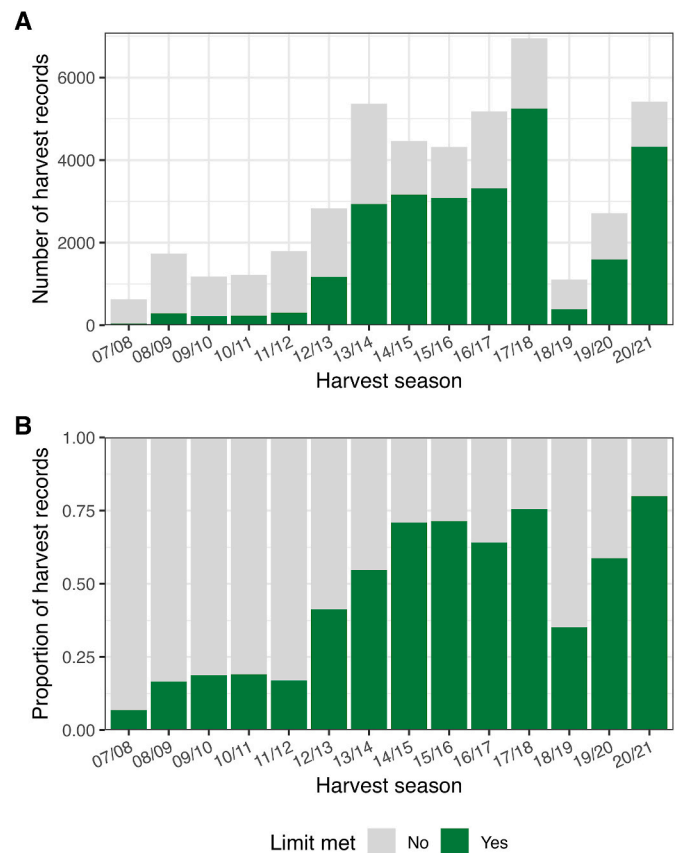 A
Number of harvest records
6000
4000
2000
0
07/08 08/09 09/10 10/11 11/12 12/13 13/14 14/15 15/16 16/17 17/18 18/19 19/20 20/21
Harvest season
B
Proportion of harvest records
1.00
0.75
0.50
0.25
0.00
07/08 08/09 09/10 10/11 11/12 12/13 13/14 14/15 15/16 16/17 17/18 18/19 19/20 20/21
Harvest season
Limit met No Yes